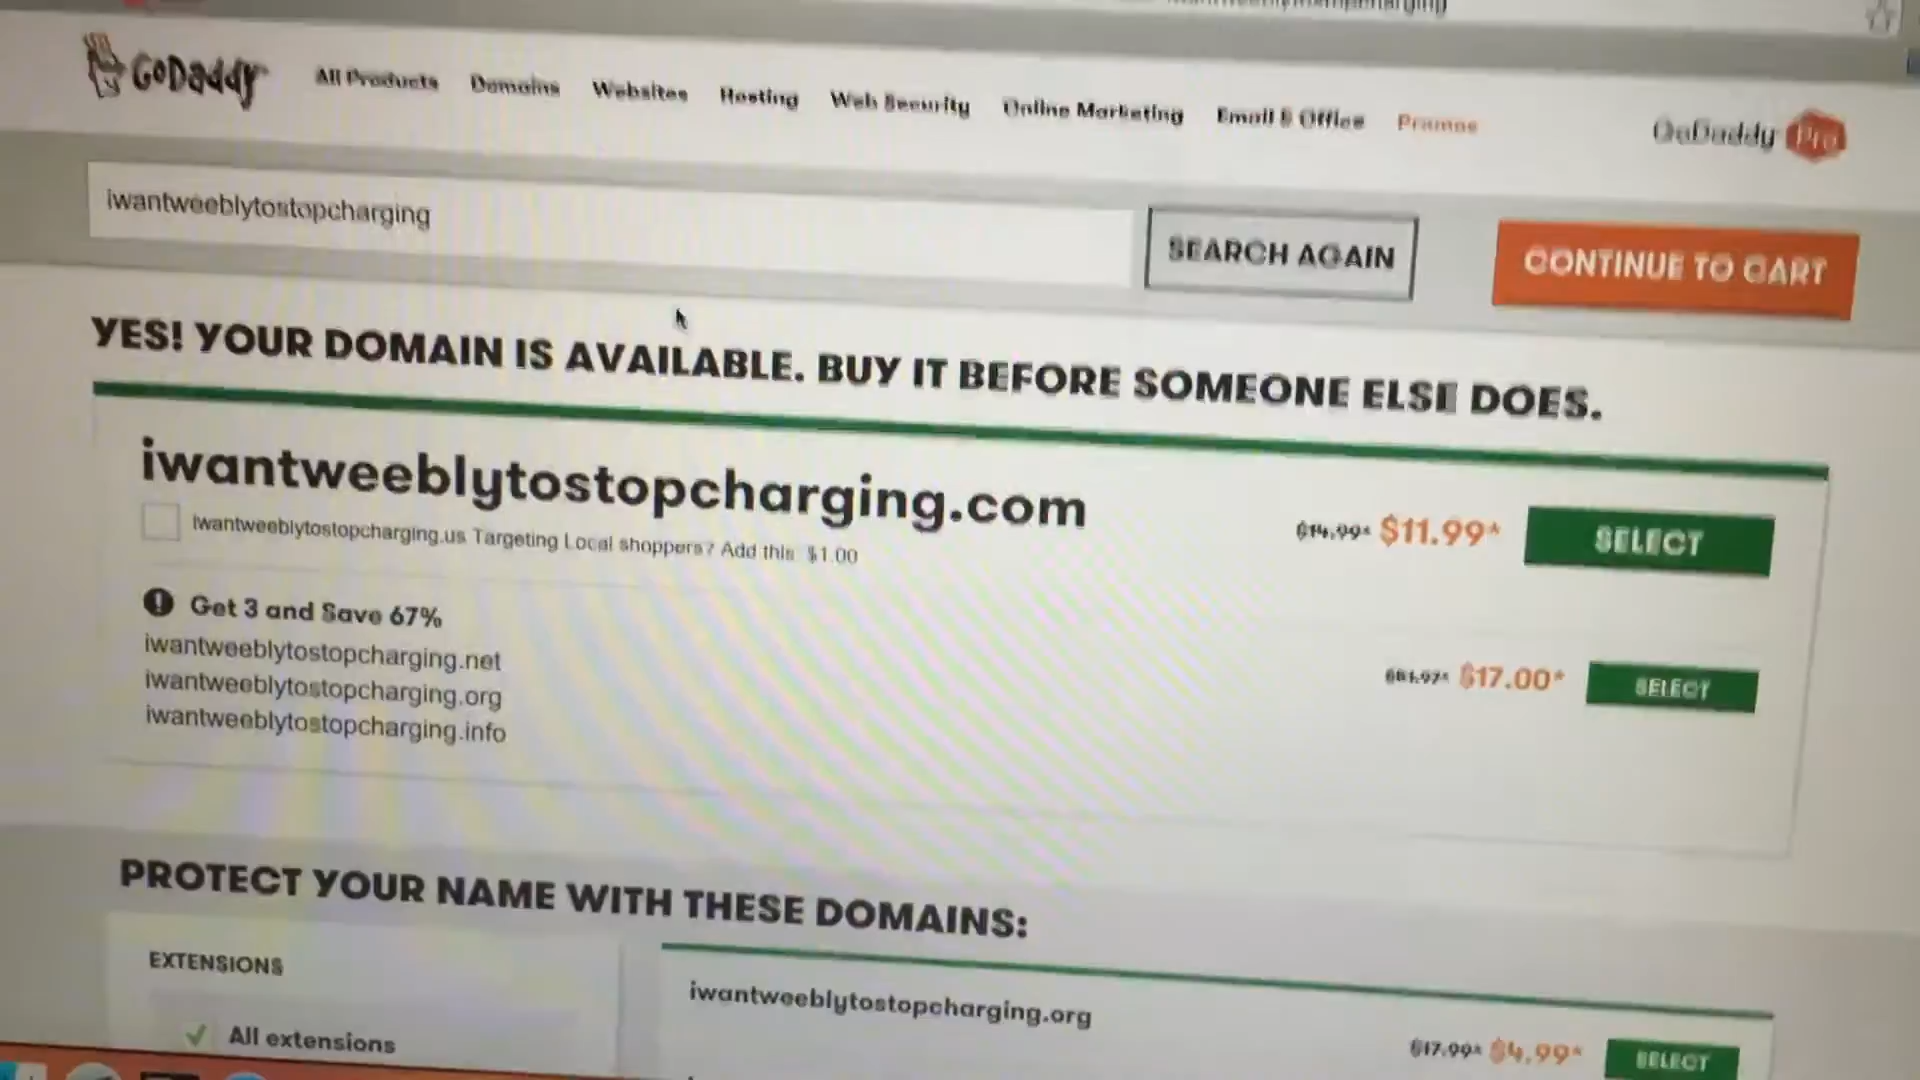 GoDaddy All Products Domains Websites Hosting Web Security Online Marketing Email & Office Promos GoDaddy Pro
iwantweeblytostopcharging
SEARCH AGAIN
CONTINUE TO CART
YES! YOUR DOMAIN IS AVAILABLE. BUY IT BEFORE SOMEONE ELSE DOES.
iwantweeblytostopcharging.com
$14.99* $11.99* SELECT
iwantweeblytostopcharging.us Targeting Local shoppers? Add this $1.00
! Get 3 and Save 67%
iwantweeblytostopcharging.net
iwantweeblytostopcharging.org
iwantweeblytostopcharging.info
$17.00* SELECT
PROTECT YOUR NAME WITH THESE DOMAINS:
EXTENSIONS
All extensions
iwantweeblytostopcharging.org
$17.99* $4.99* SELECT